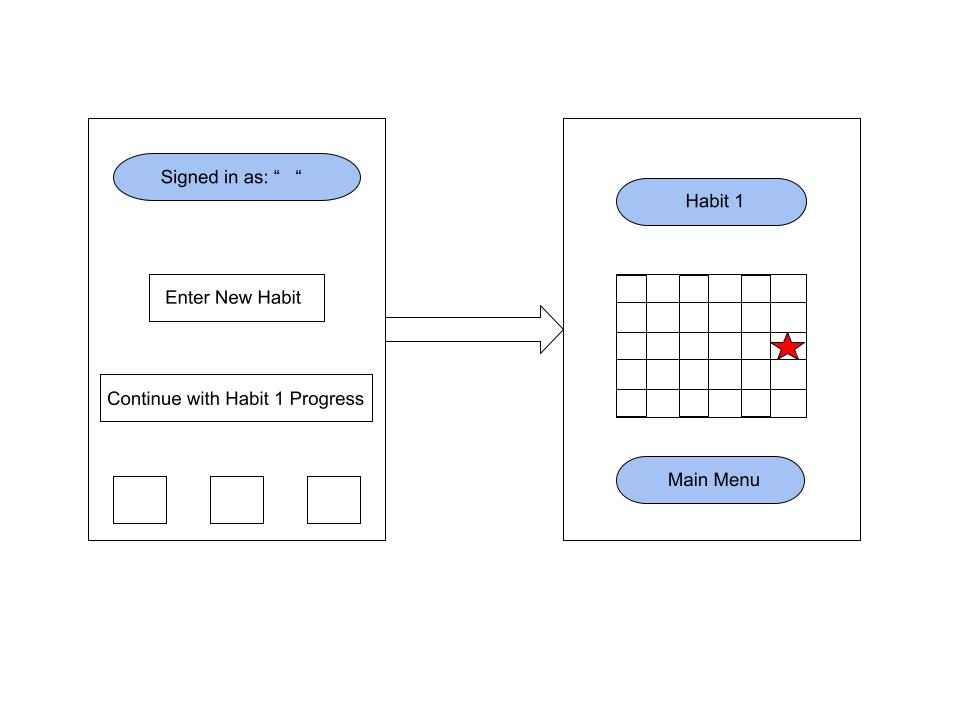 Signed in as: “   “
Enter New Habit
Continue with Habit 1 Progress
Habit 1
Main Menu